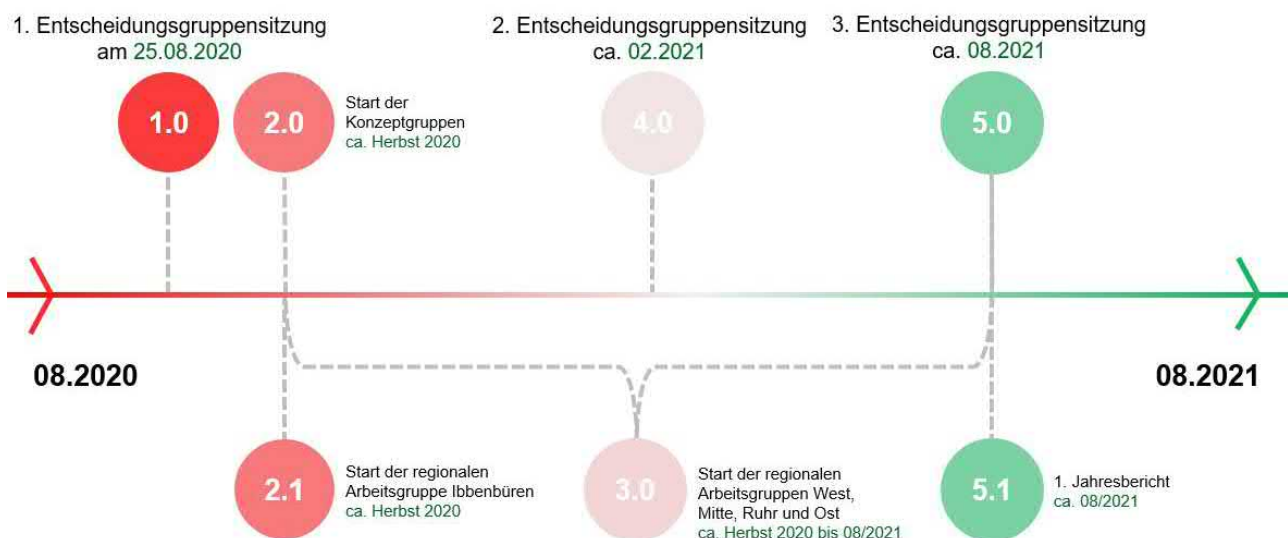 1. Entscheidungsgruppensitzung
am 25.08.2020
2. Entscheidungsgruppensitzung
ca. 02.2021
3. Entscheidungsgruppensitzung
ca. 08.2021
1.0
2.0
Start der
Konzeptgruppen
ca. Herbst 2020
4.0
5.0
08.2020
08.2021
2.1
Start der regionalen
Arbeitsgruppe Ibbenbüren
ca. Herbst 2020
3.0
Start der regionalen
Arbeitsgruppen West,
Mitte, Ruhr und Ost
ca. Herbst 2020 bis 08/2021
5.1
1. Jahresbericht
ca. 08/2021